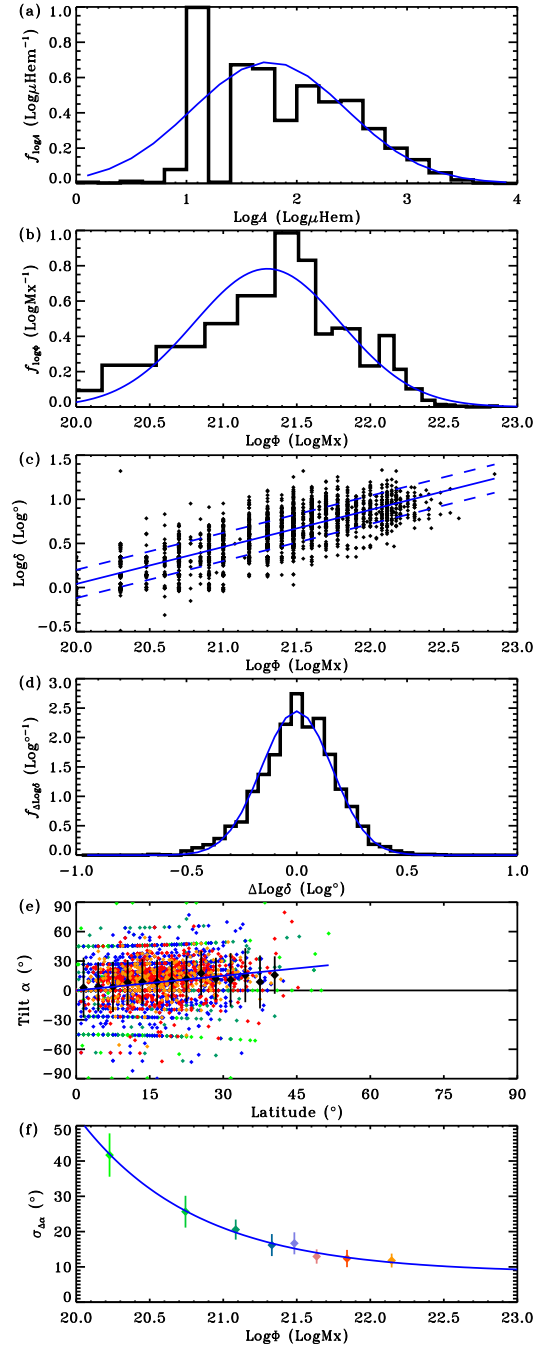 (a)
1.0
0.8
0.6
0.4
0.2
0.0
f_logA (LogμHem⁻¹)
0 1 2 3 4
LogA (LogμHem)
(b)
1.0
0.8
0.6
0.4
0.2
0.0
f_logΦ (LogMx⁻¹)
20.0 20.5 21.0 21.5 22.0 22.5 23.0
LogΦ (LogMx)
(c)
1.5
1.0
0.5
0.0
−0.5
Logδ (Log°)
20.0 20.5 21.0 21.5 22.0 22.5 23.0
LogΦ (LogMx)
(d)
3.0
2.5
2.0
1.5
1.0
0.5
0.0
f_ΔLogδ (Log°⁻¹)
−1.0 −0.5 0.0 0.5 1.0
ΔLogδ (Log°)
(e)
90
60
30
0
−30
−60
−90
Tilt α (°)
0 15 30 45 60 75 90
Latitude (°)
(f)
50
40
30
20
10
0
σ_Δα (°)
20.0 20.5 21.0 21.5 22.0 22.5 23.0
LogΦ (LogMx)